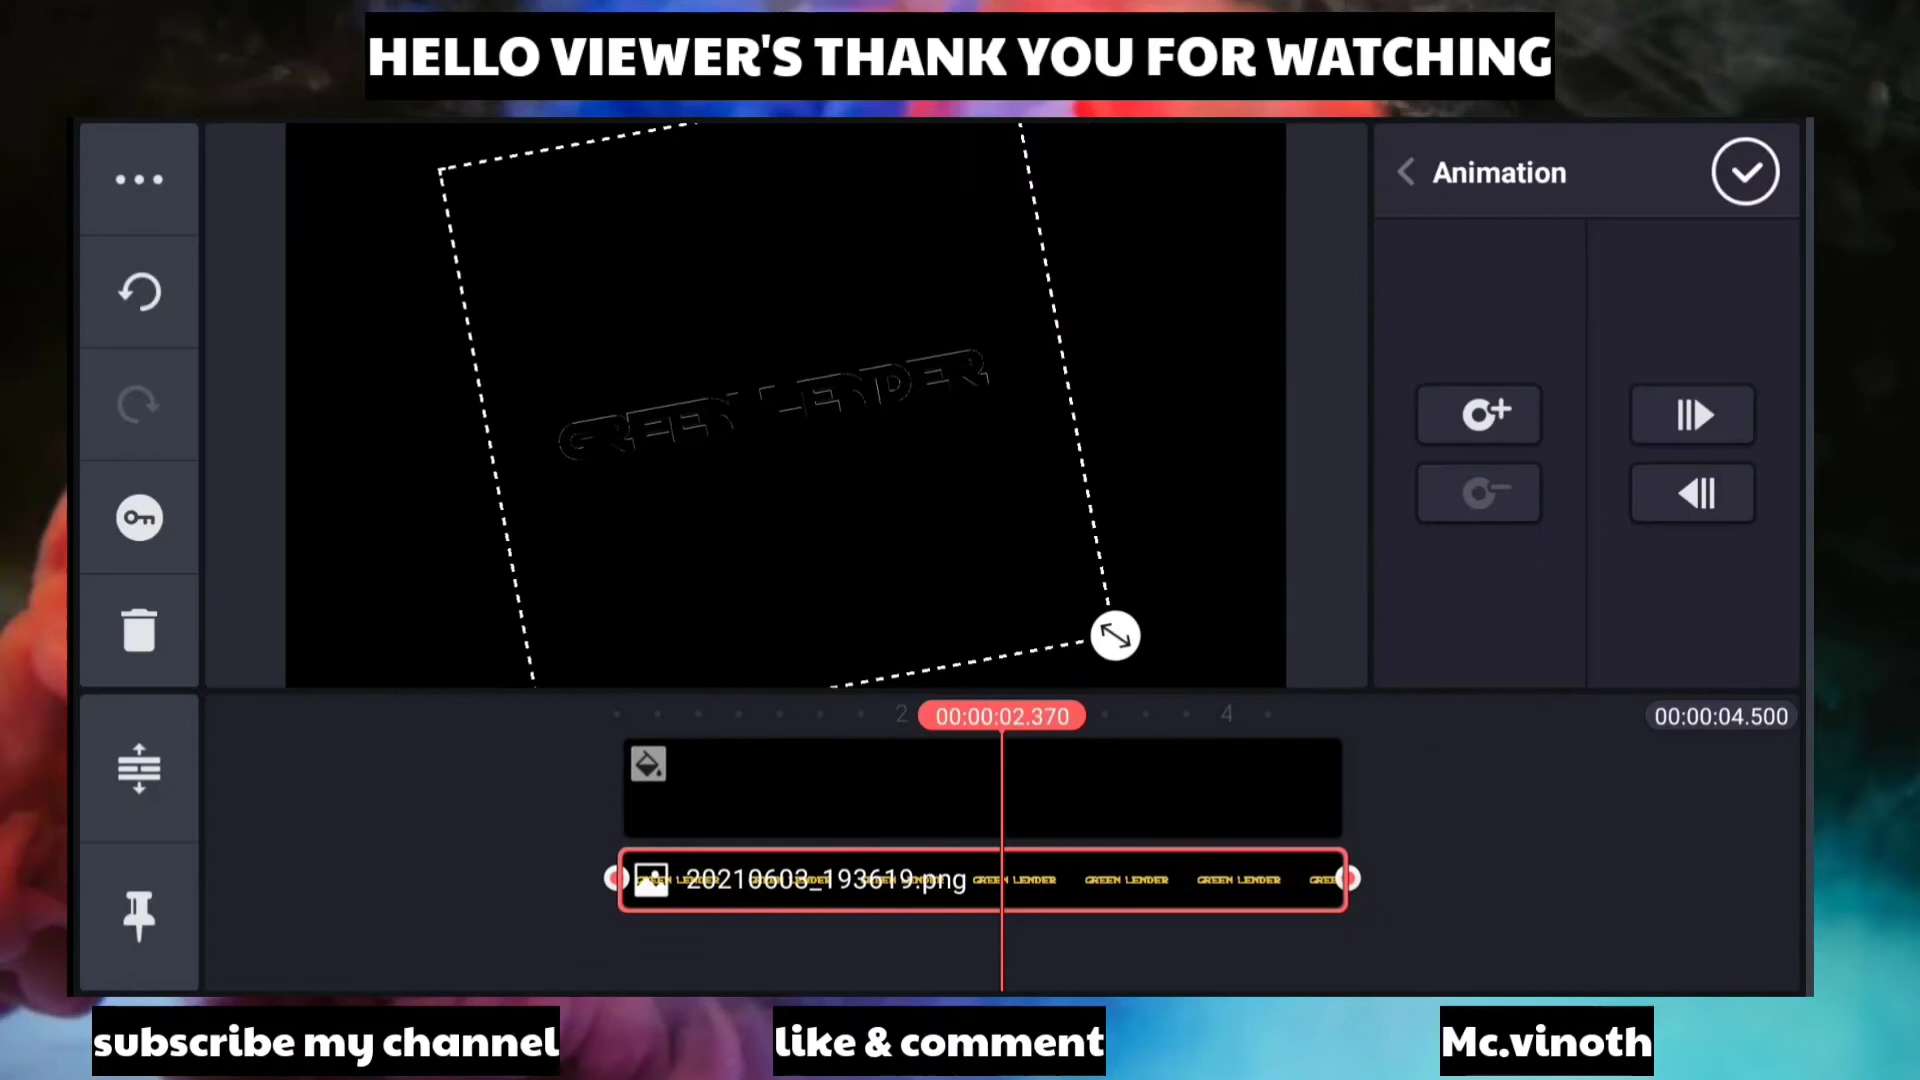 HELLO VIEWER'S THANK YOU FOR WATCHING
Animation
GREEN LENDER
2
00:00:02.370
4
00:00:04.500
20210603_193619.png
GREEN LENDER GREEN LENDER GREEN LENDER
subscribe my channel
like & comment
Mc.vinoth